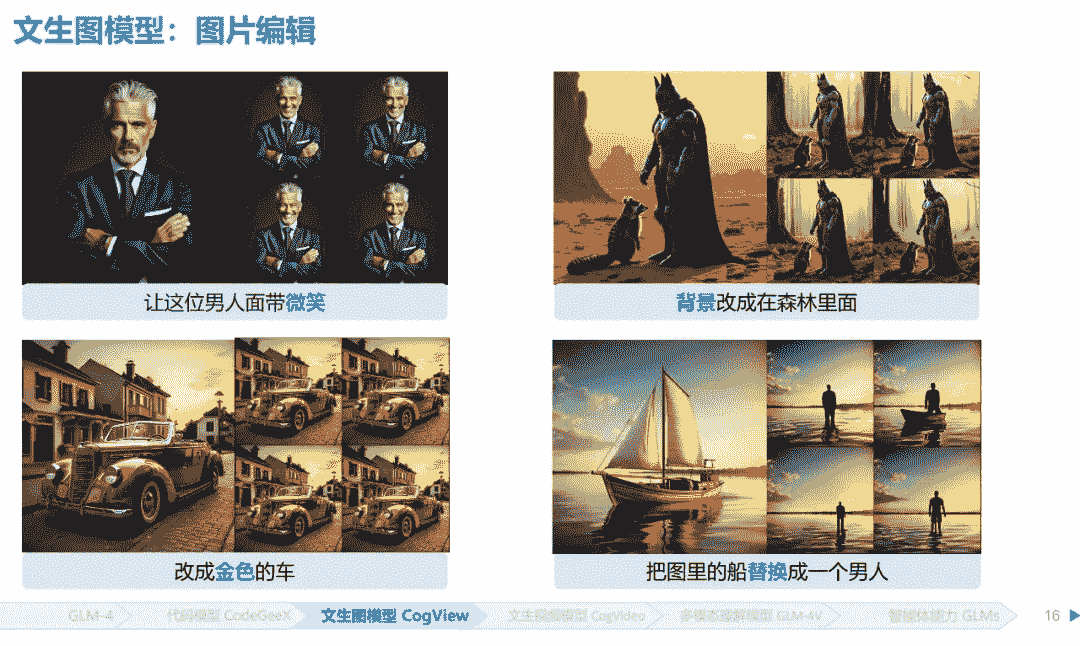 文生图模型：图片编辑
让这位男人面带微笑
背景改成在森林里面
改成金色的车
把图里的船替换成一个男人
GLM-4
代码模型 CodeGeeX
文生图模型 CogView
文生视频模型 CogVideo
多模态理解模型 GLM-4V
智能体能力 GLMs
16